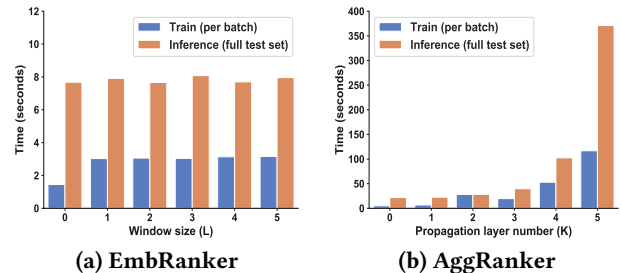 12
10
8
6
4
2
0
Time (seconds)
Train (per batch)
Inference (full test set)
0 1 2 3 4 5
Window size (L)
(a) EmbRanker
400
350
300
250
200
150
100
50
0
Time (seconds)
Train (per batch)
Inference (full test set)
0 1 2 3 4 5
Propagation layer number (K)
(b) AggRanker